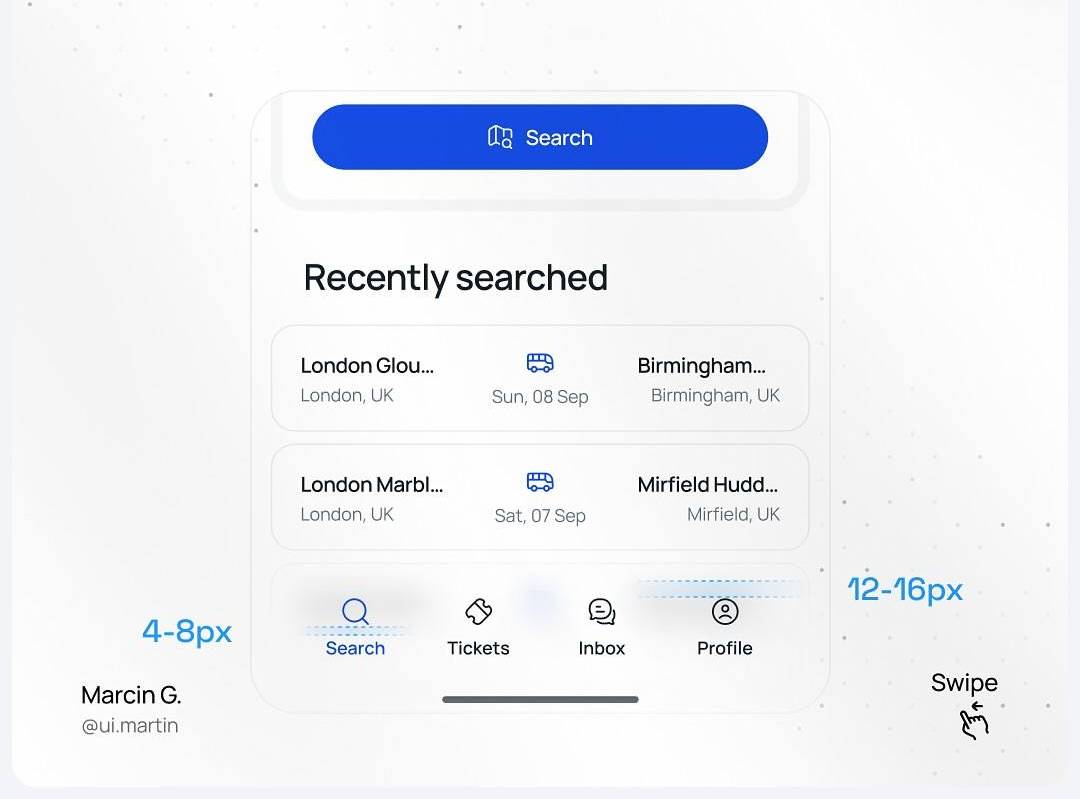 Search
Recently searched
London Glou...
Birmingham...
London, UK
Sun, 08 Sep
Birmingham, UK
London Marbl...
Mirfield Hudd...
London, UK
Sat, 07 Sep
Mirfield, UK
12-16px
4-8px
Search
Tickets
Inbox
Profile
Marcin G.
@ui.martin
Swipe